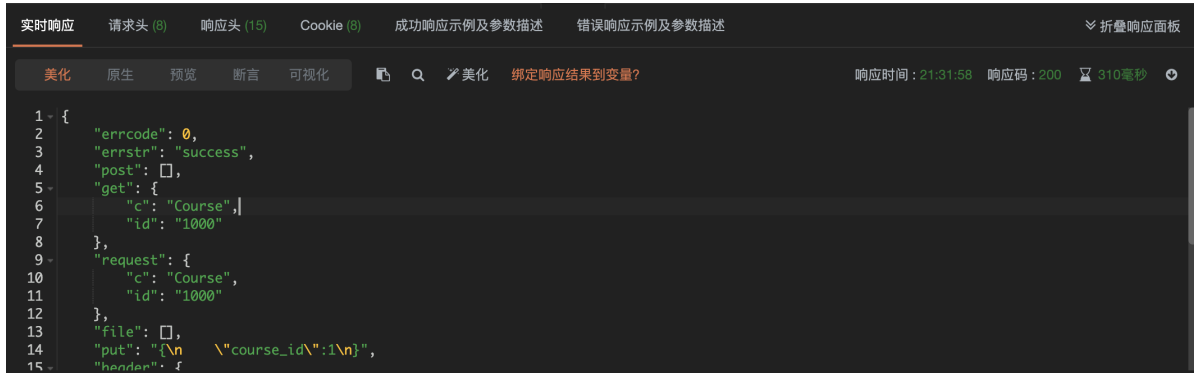 实时响应 请求头 (8) 响应头 (15) Cookie (8) 成功响应示例及参数描述 错误响应示例及参数描述 折叠响应面板
美化 原生 预览 断言 可视化 美化 绑定响应结果到变量? 响应时间 : 21:31:58 响应码 : 200 310毫秒
1 {
2 "errcode": 0,
3 "errstr": "success",
4 "post": [],
5 "get": {
6 "c": "Course",
7 "id": "1000"
8 },
9 "request": {
10 "c": "Course",
11 "id": "1000"
12 },
13 "file": [],
14 "put": "{\n    \"course_id\":1\n}",
15 "header": {